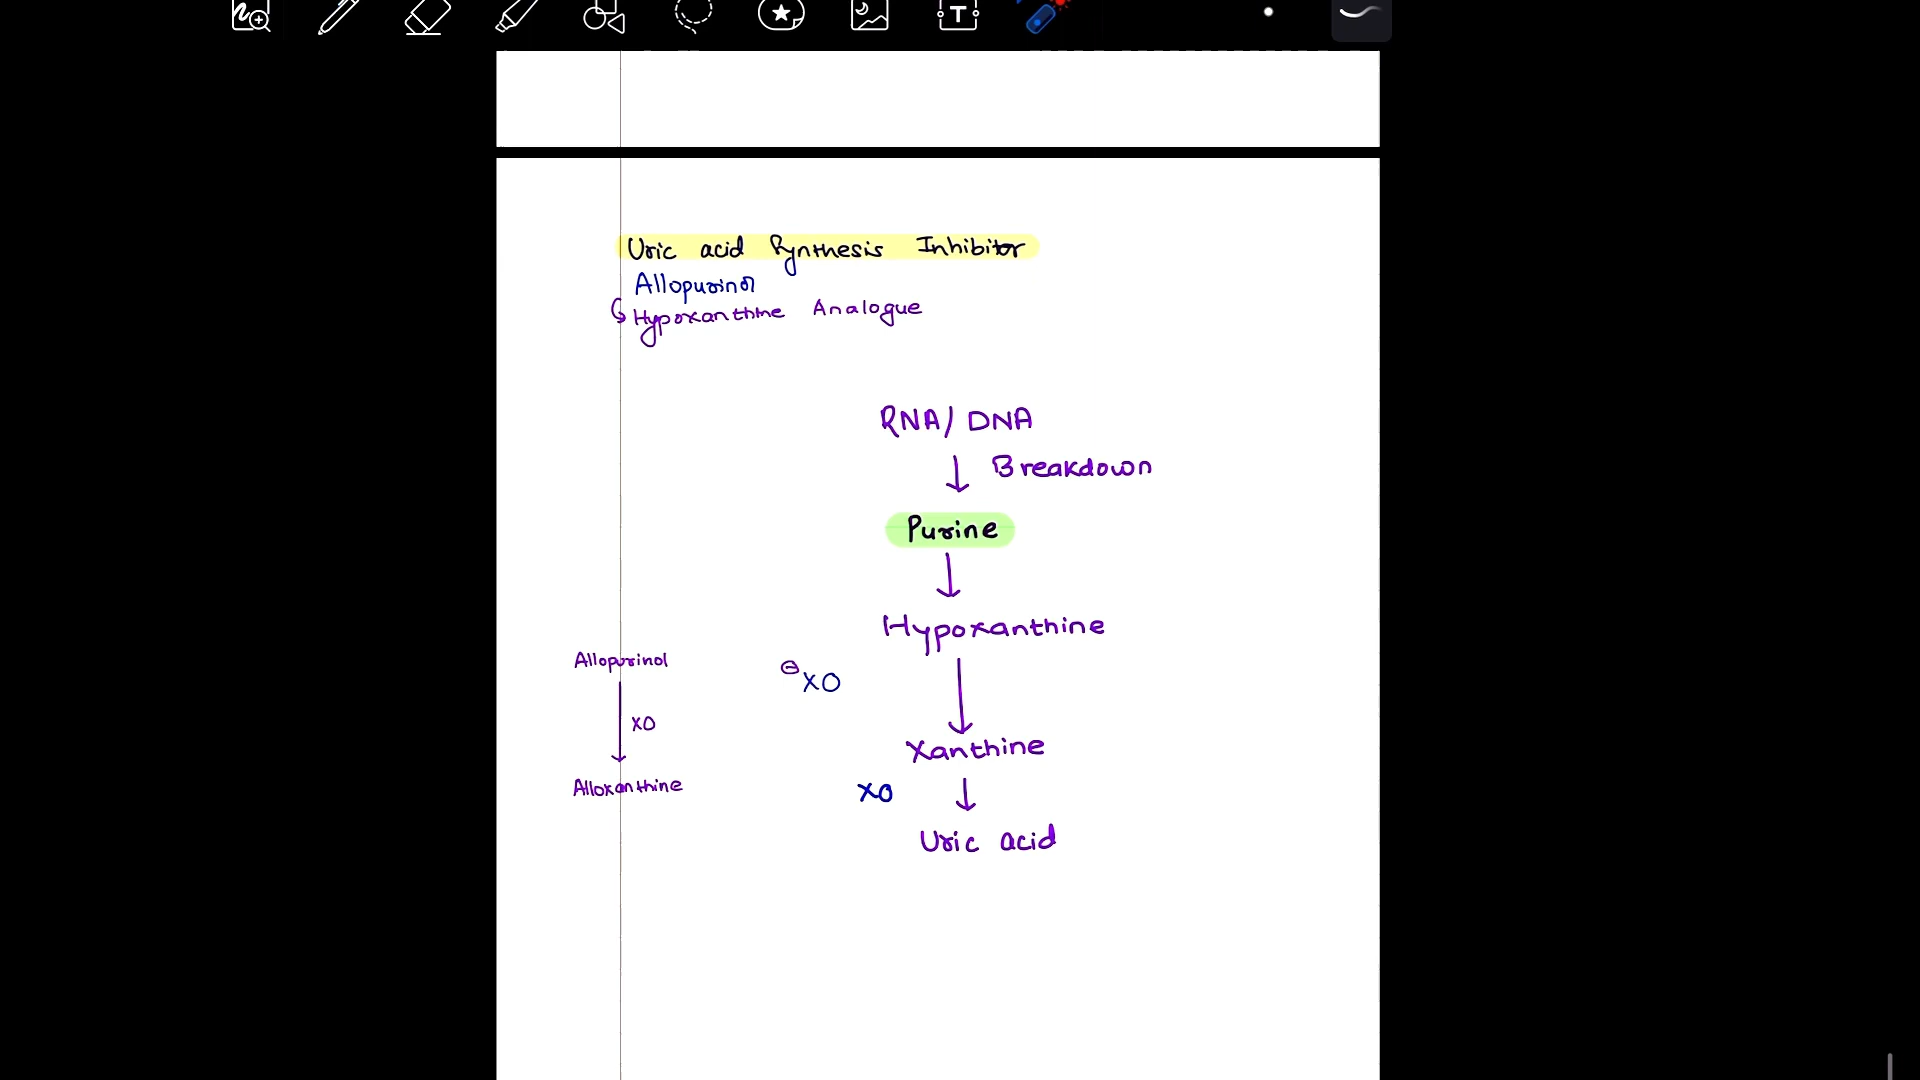 Uric acid Synthesis Inhibitor
Allopurinol
Hypoxanthine Analogue
RNA/ DNA
Breakdown
Purine
Hypoxanthine
Allopurinol
⊖XO
XO
Xanthine
Alloxanthine
XO
Uric acid